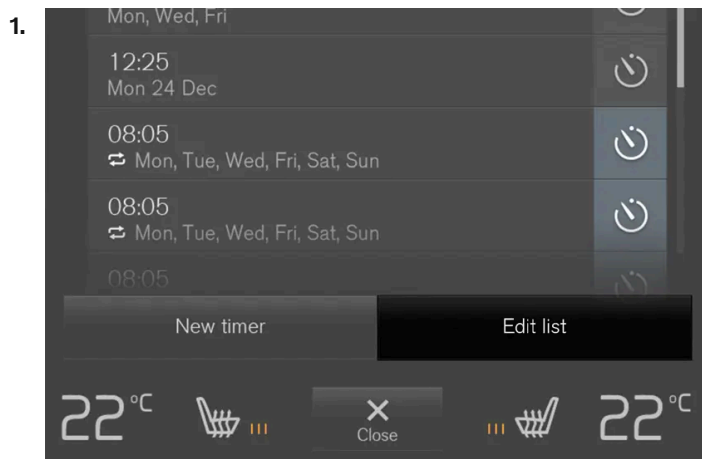 1.
Mon, Wed, Fri
12:25
Mon 24 Dec
08:05
Mon, Tue, Wed, Fri, Sat, Sun
08:05
Mon, Tue, Wed, Fri, Sat, Sun
08:05
New timer
Edit list
22°C
Close
22°C